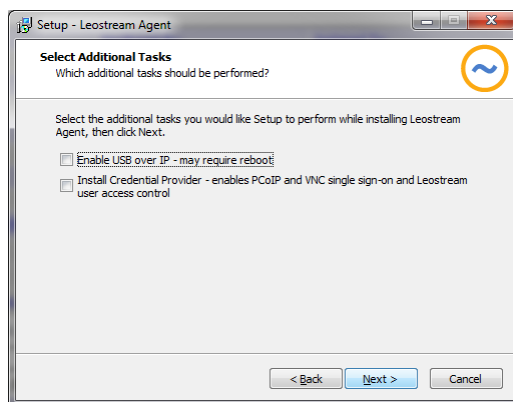 Setup - Leostream Agent
Select Additional Tasks
Which additional tasks should be performed?
Select the additional tasks you would like Setup to perform while installing Leostream
Agent, then click Next.
Enable USB over IP - may require reboot
Install Credential Provider - enables PCoIP and VNC single sign-on and Leostream
user access control
< Back
Next >
Cancel